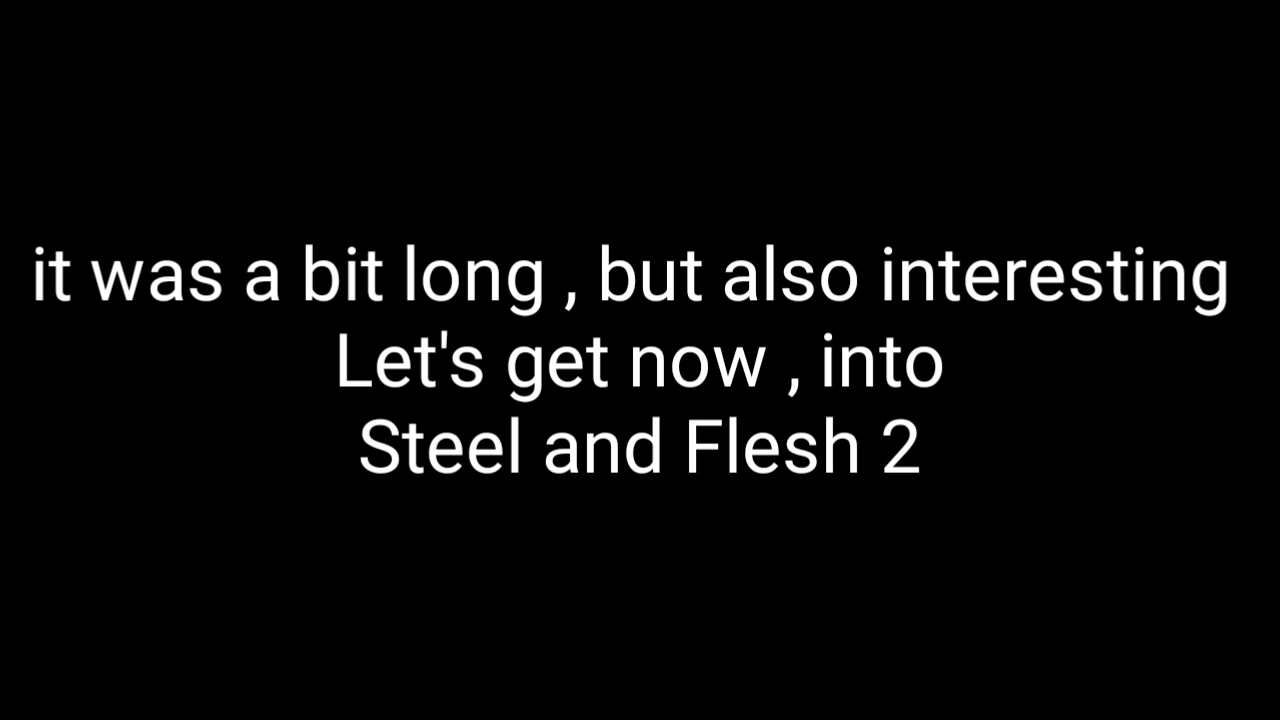 it was a bit long , but also interesting
Let's get now , into
Steel and Flesh 2